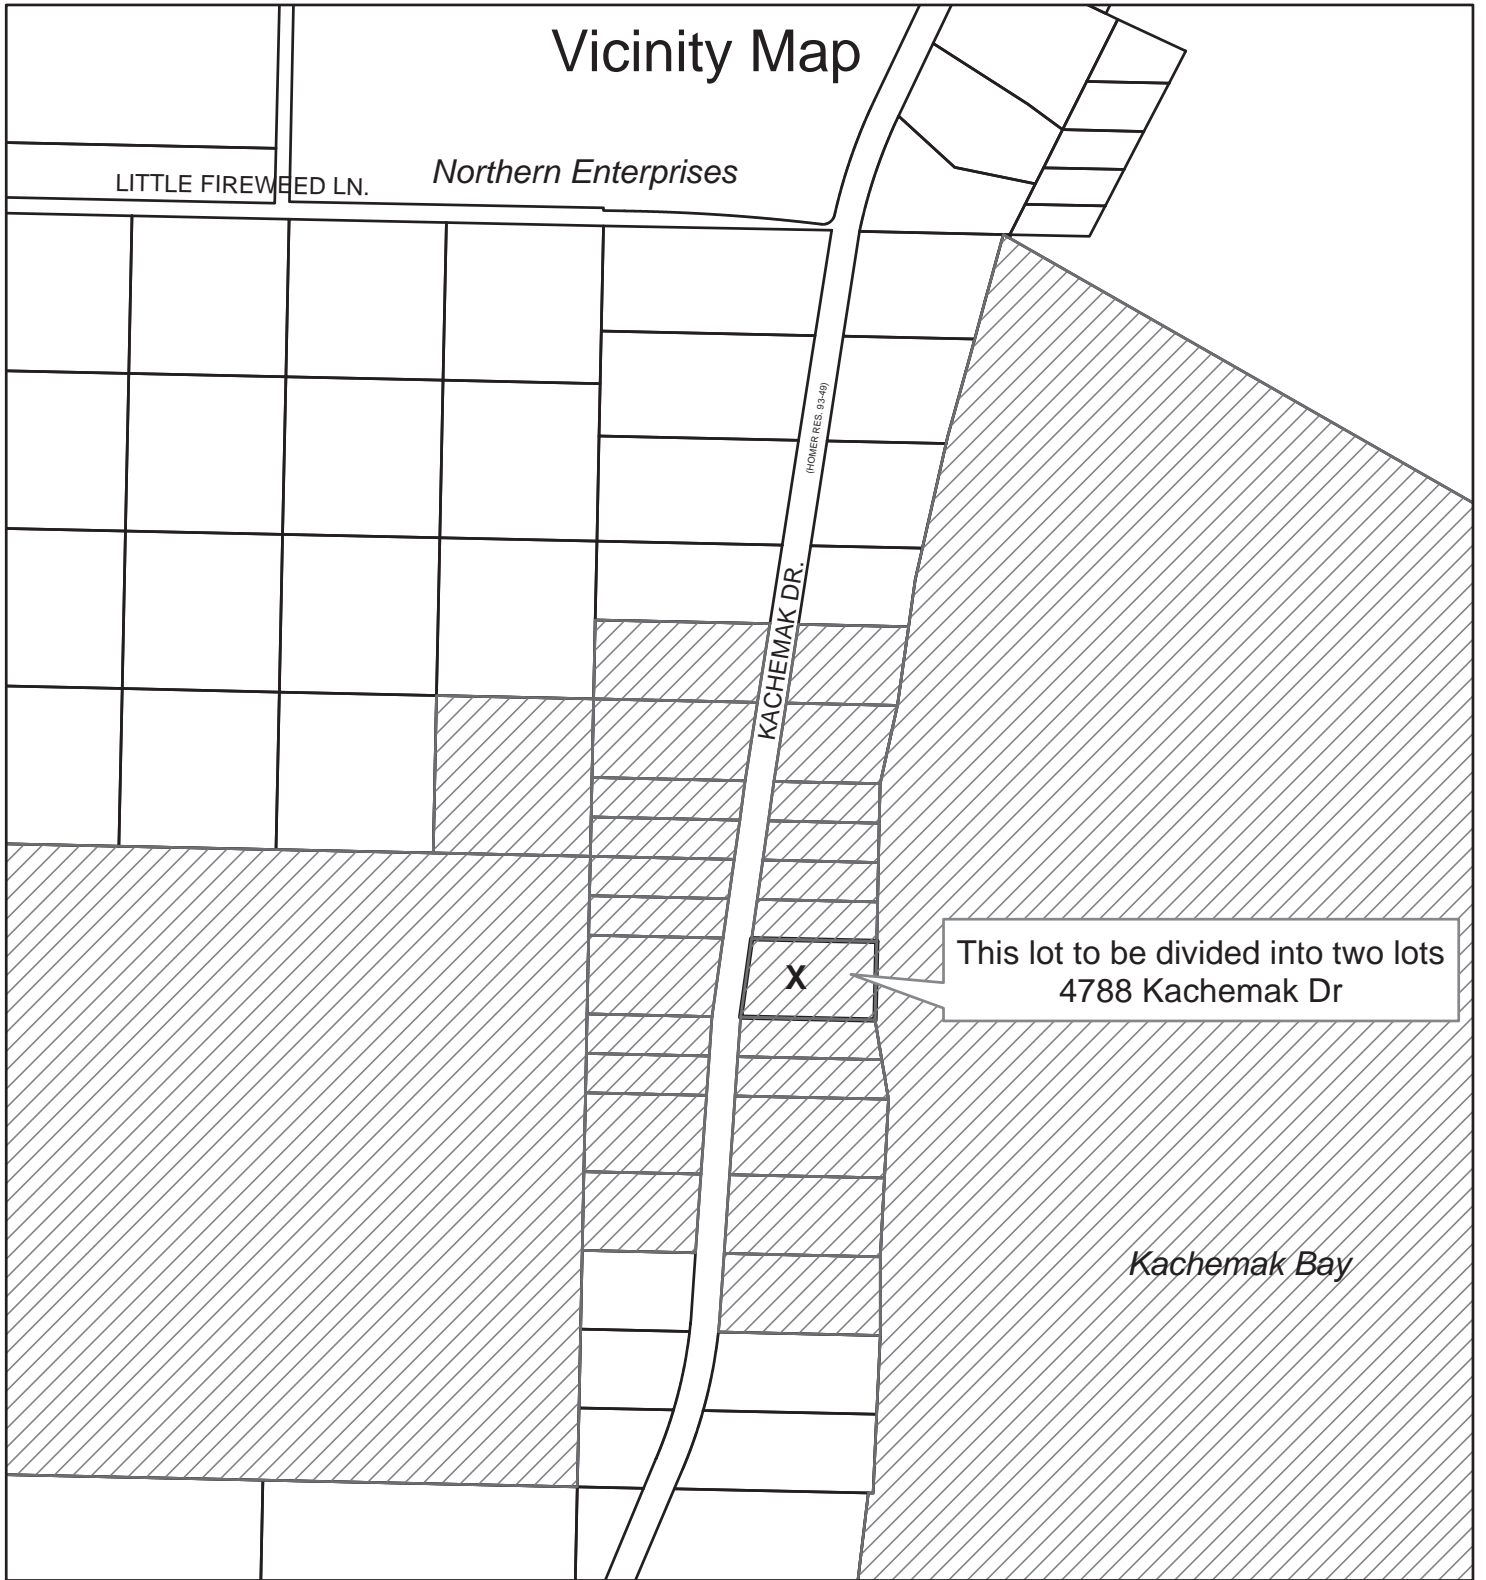 Vicinity Map
Northern Enterprises
LITTLE FIREWEED LN.
(HOMER RES. 93-49)
KACHEMAK DR.
This lot to be divided into two lots
4788 Kachemak Dr
X
Kachemak Bay